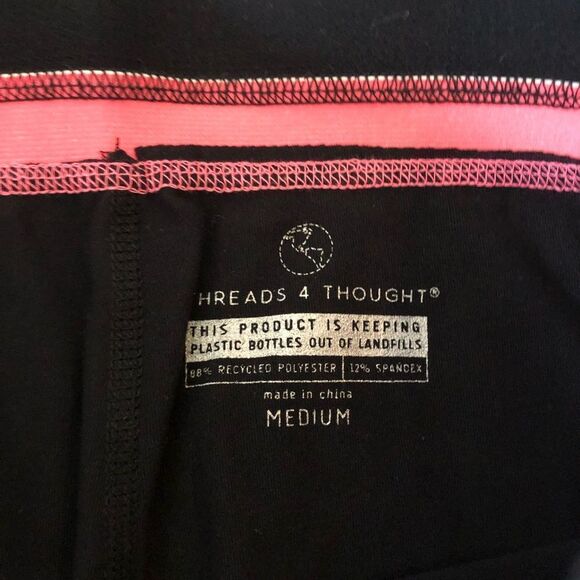 THREADS 4 THOUGHT®
THIS PRODUCT IS KEEPING
PLASTIC BOTTLES OUT OF LANDFILLS
88% RECYCLED POLYESTER | 12% SPANDEX
made in china
MEDIUM